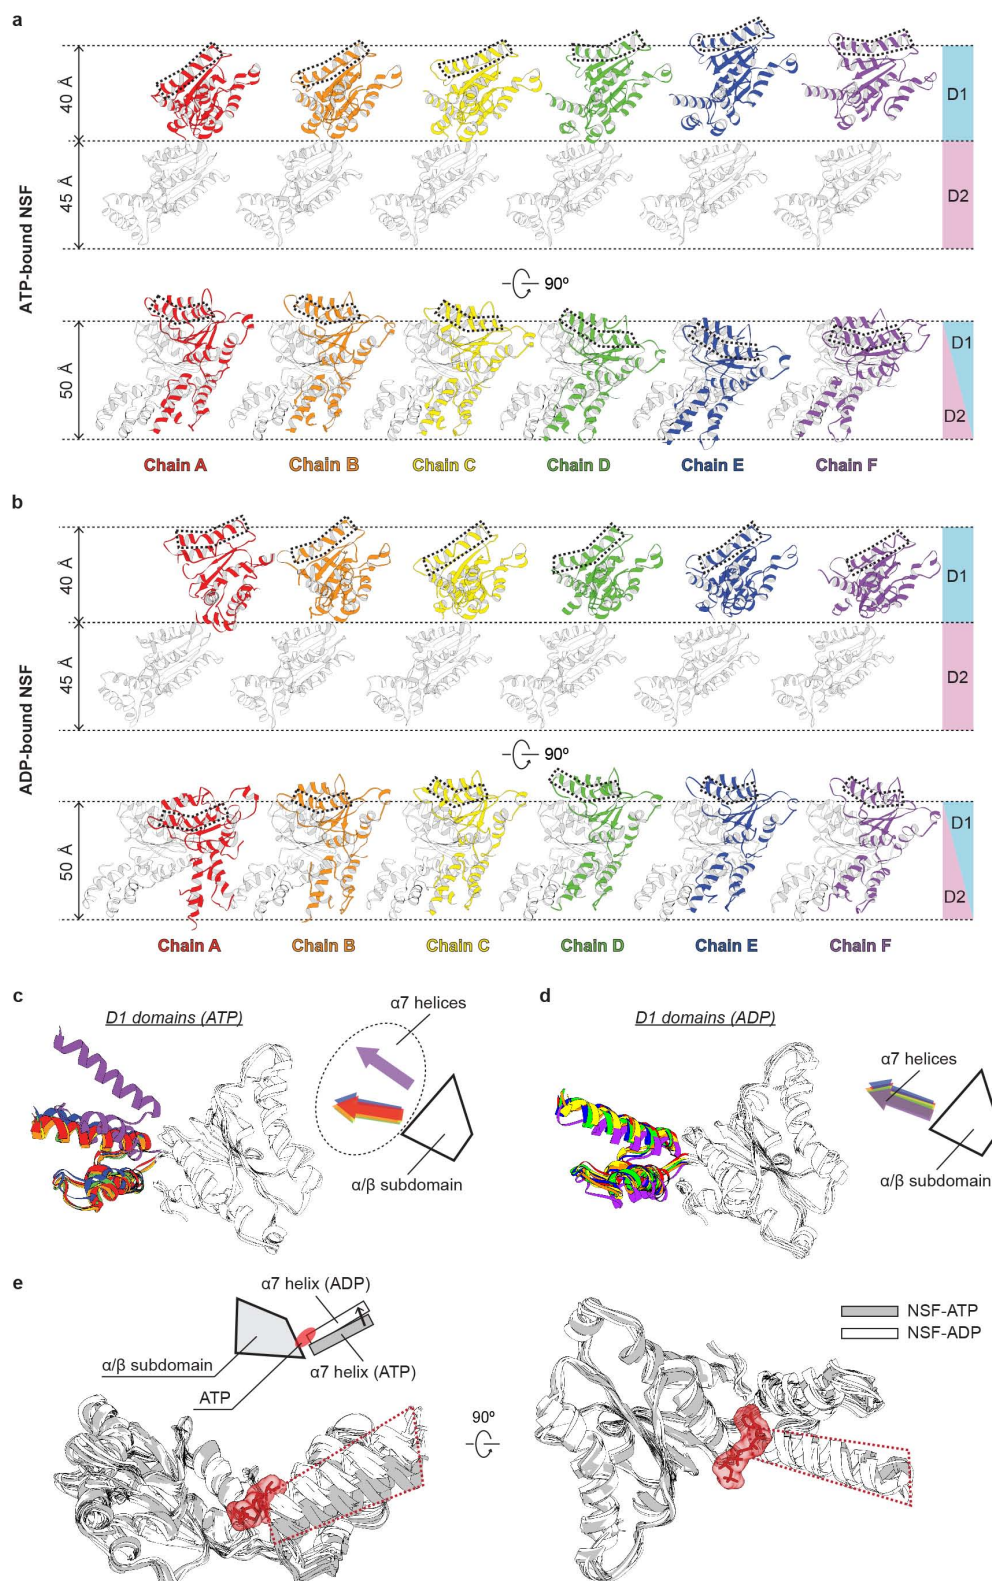 a
ATP-bound NSF
40 Å
D1
45 Å
D2
90º
50 Å
D1
D2
Chain A Chain B Chain C Chain D Chain E Chain F
b
ADP-bound NSF
40 Å
D1
45 Å
D2
90º
50 Å
D1
D2
Chain A Chain B Chain C Chain D Chain E Chain F
c
D1 domains (ATP)
α7 helices
α/β subdomain
d
D1 domains (ADP)
α7 helices
α/β subdomain
e
α7 helix (ADP)
α/β subdomain
α7 helix (ATP)
ATP
90º
NSF-ATP
NSF-ADP